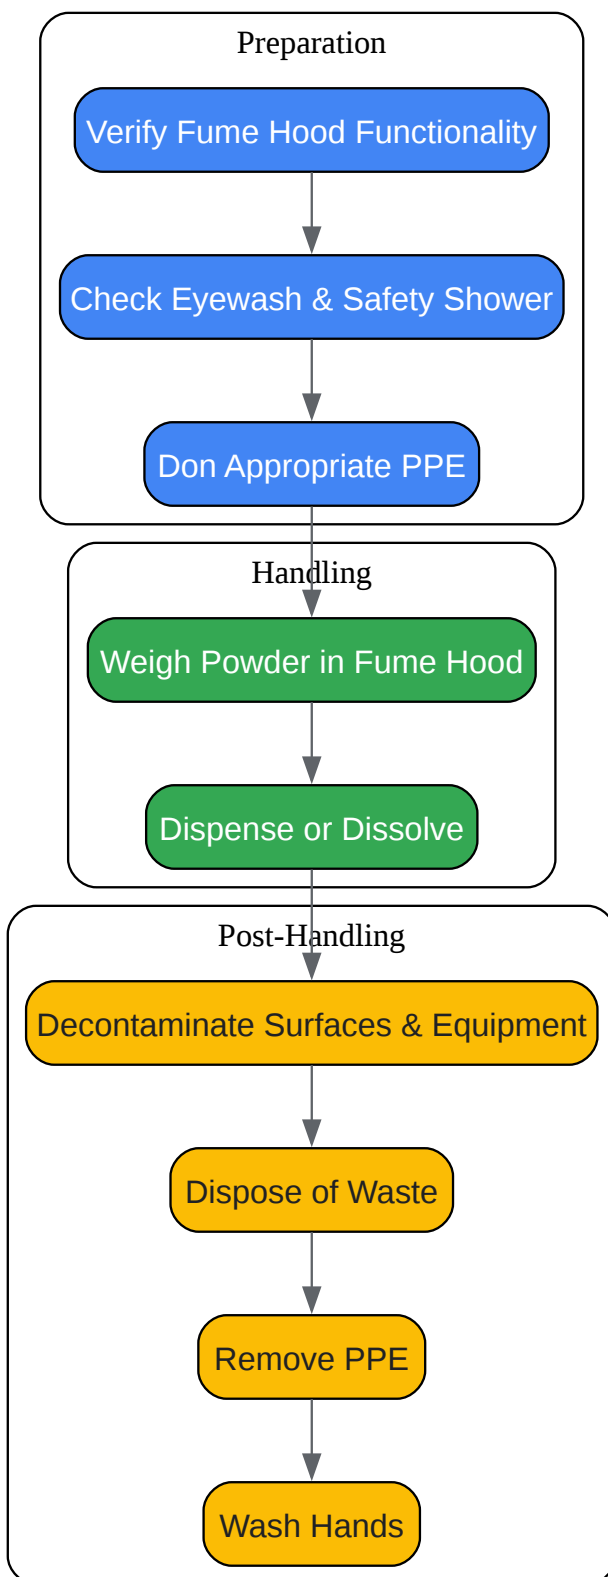 Preparation
Verify Fume Hood Functionality
Check Eyewash & Safety Shower
Don Appropriate PPE
Handling
Weigh Powder in Fume Hood
Dispense or Dissolve
Post-Handling
Decontaminate Surfaces & Equipment
Dispose of Waste
Remove PPE
Wash Hands